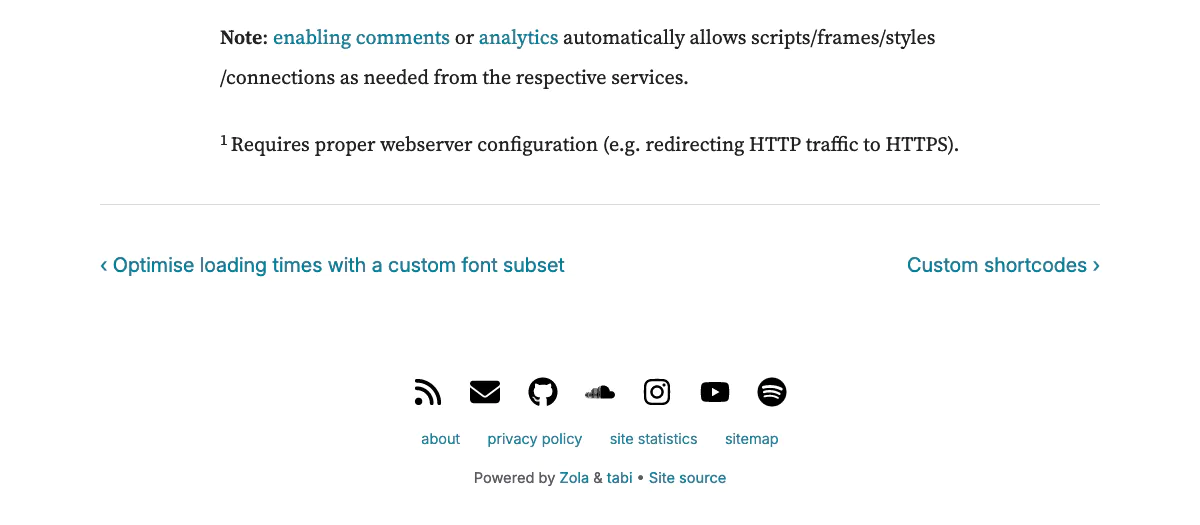 Note: enabling comments or analytics automatically allows scripts/frames/styles
/connections as needed from the respective services.
1 Requires proper webserver configuration (e.g. redirecting HTTP traffic to HTTPS).
‹ Optimise loading times with a custom font subset
Custom shortcodes ›
about privacy policy site statistics sitemap
Powered by Zola & tabi • Site source